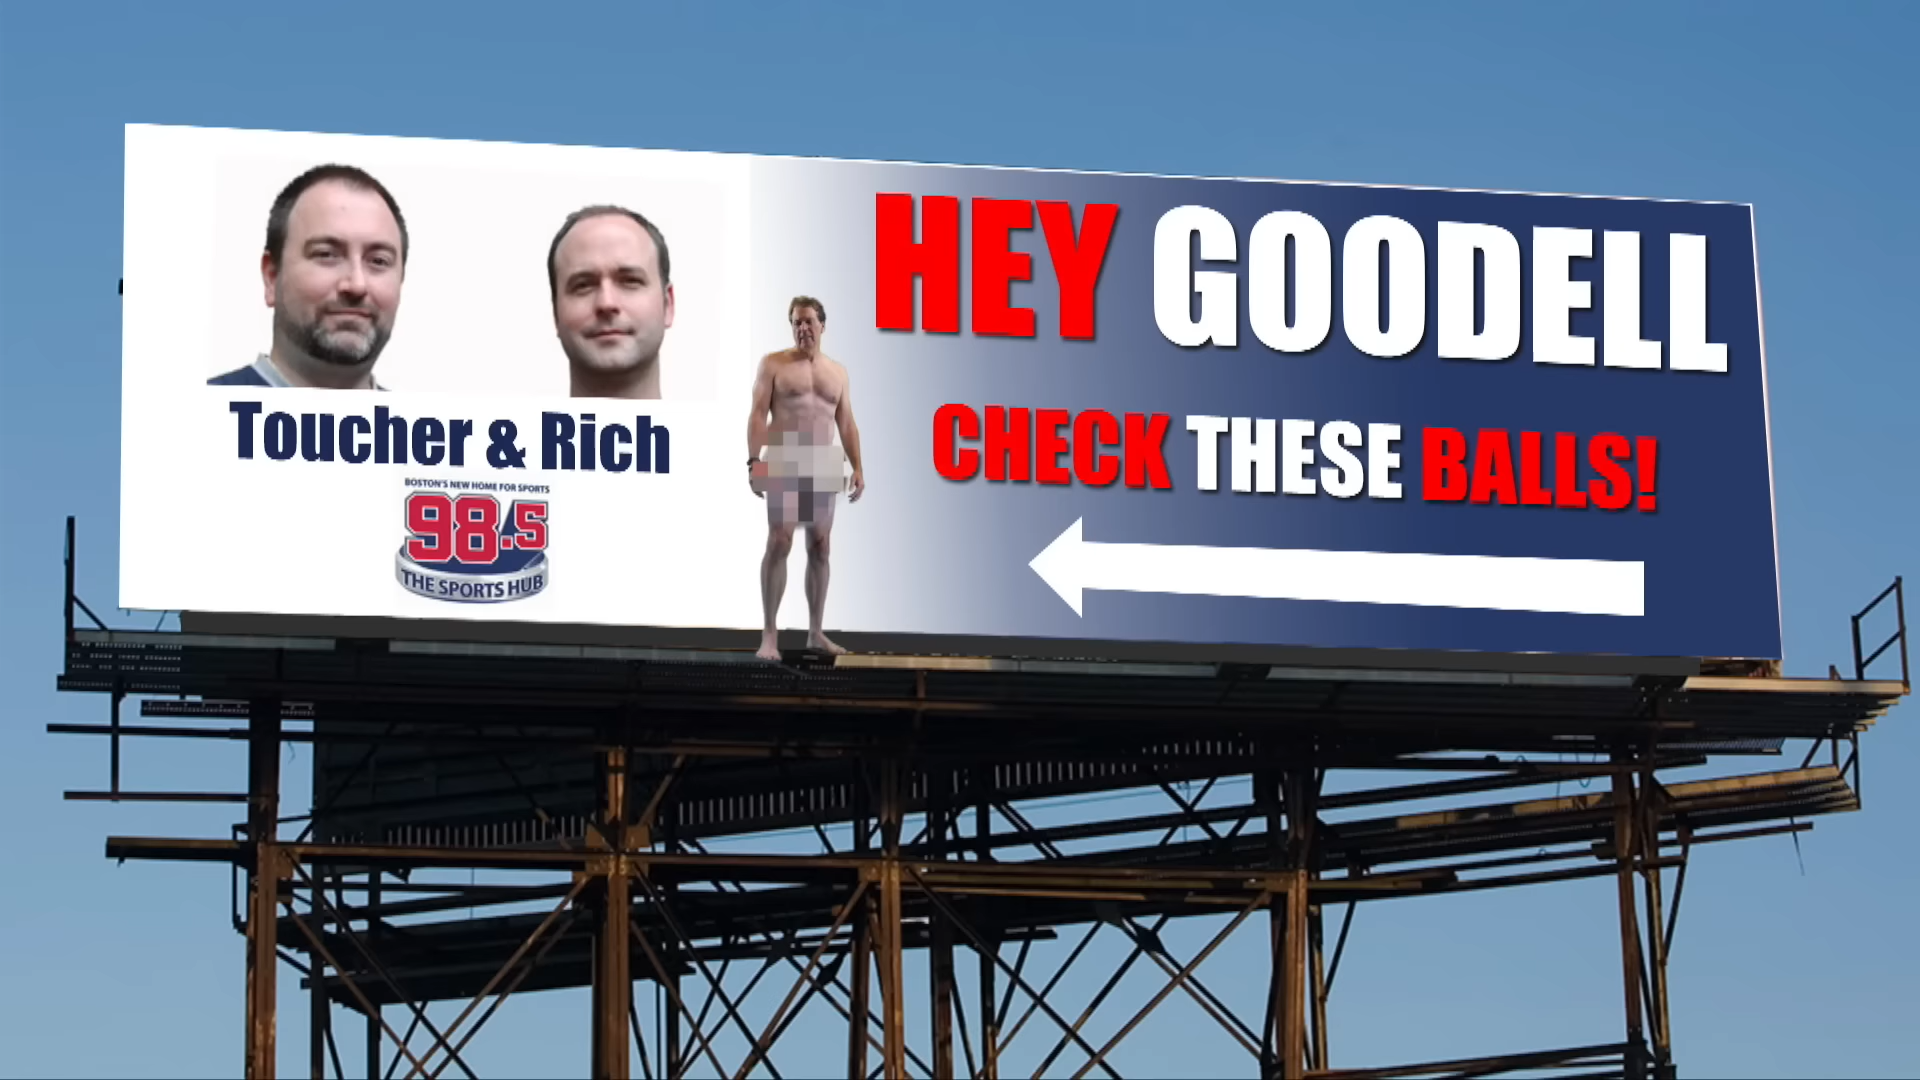 HEY GOODELL
CHECK THESE BALLS!
Toucher & Rich
BOSTON'S NEW HOME FOR SPORTS
98.5
THE SPORTS HUB